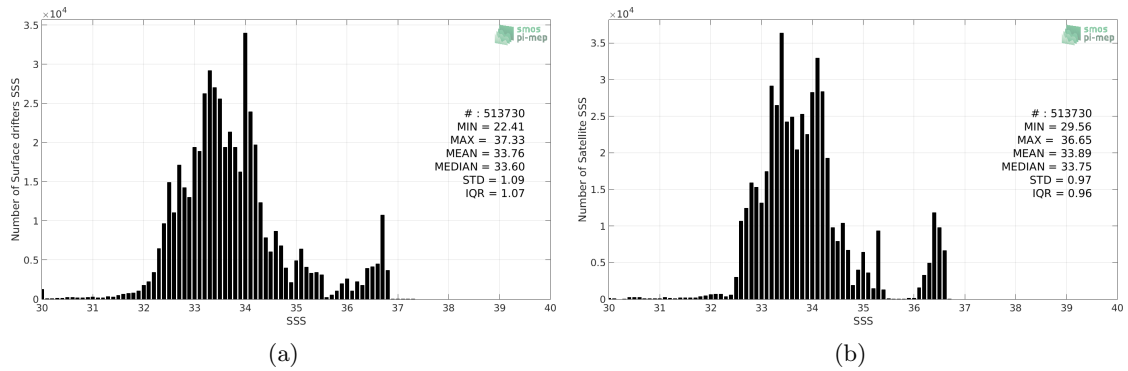 ×10⁴
3.5
3
2.5
2
1.5
1
0.5
0
Number of Surface drifters SSS
smos
pi-mep
# : 513730
MIN = 22.41
MAX = 37.33
MEAN = 33.76
MEDIAN = 33.60
STD = 1.09
IQR = 1.07
30 31 32 33 34 35 36 37 38 39 40
SSS
(a)
×10⁴
3.5
3
2.5
2
1.5
1
0.5
0
Number of Satellite SSS
smos
pi-mep
# : 513730
MIN = 29.56
MAX = 36.65
MEAN = 33.89
MEDIAN = 33.75
STD = 0.97
IQR = 0.96
30 31 32 33 34 35 36 37 38 39 40
SSS
(b)